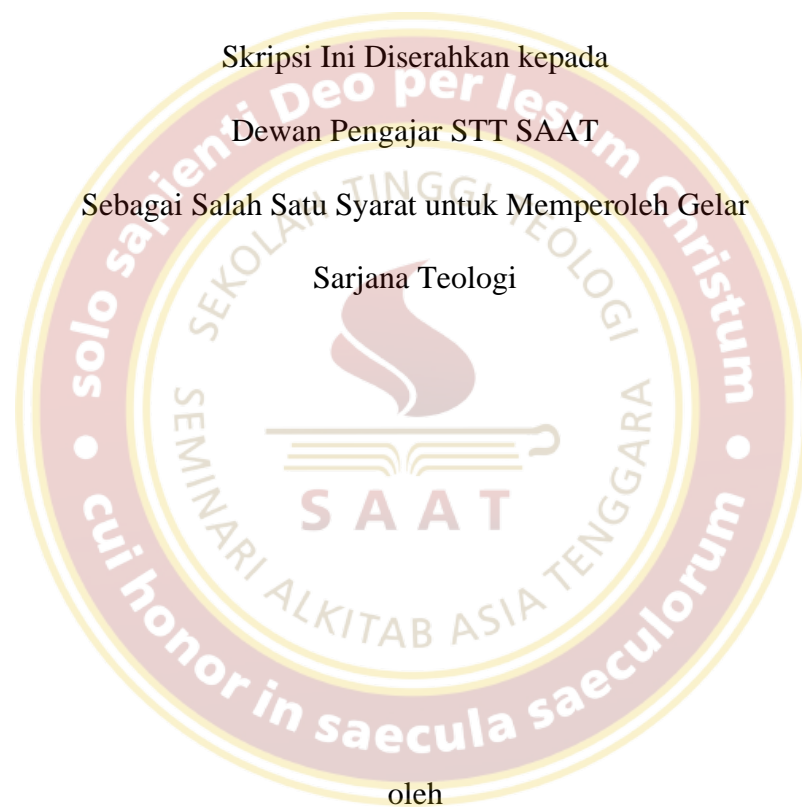 Skripsi Ini Diserahkan kepada
Dewan Pengajar STT SAAT
Sebagai Salah Satu Syarat untuk Memperoleh Gelar
Sarjana Teologi
solo sapienti Deo per Iesum Christum
SEKOLAH TINGGI TEOLOGI
SAAT
SEMINARI ALKITAB ASIA TENGGARA
cui honor in saecula saeculorum
oleh